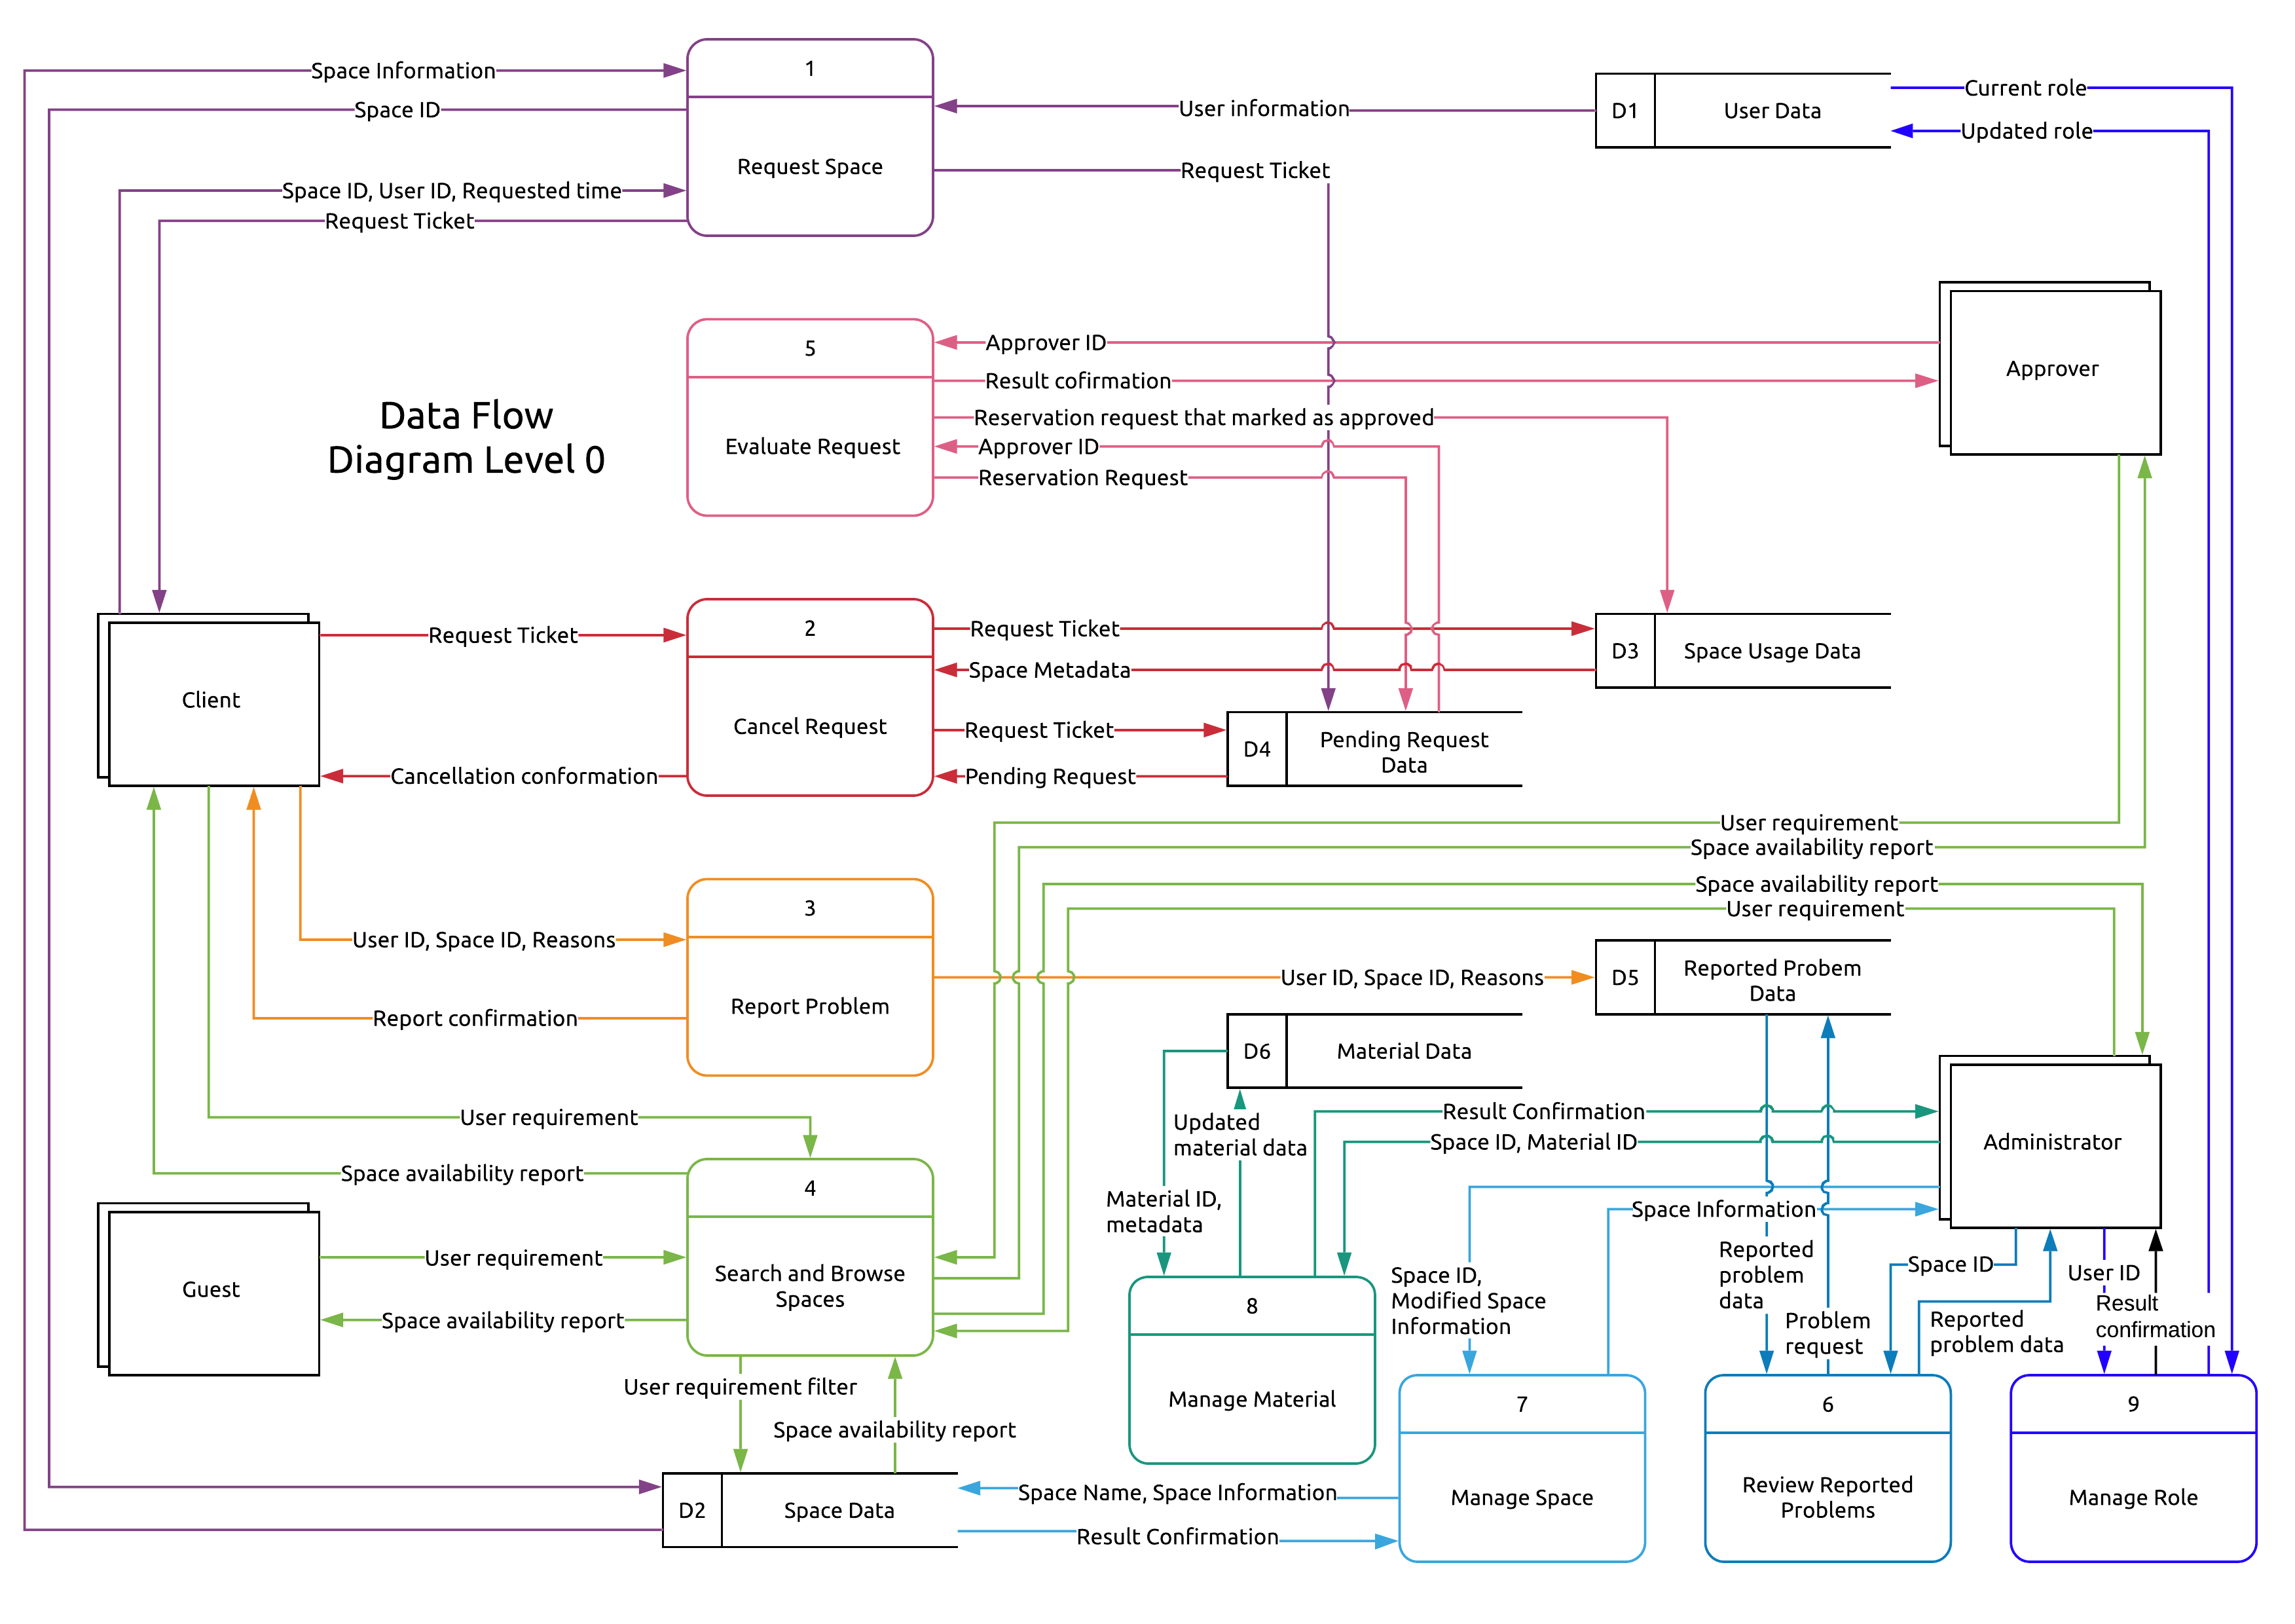 Space Information
1
Space ID
User information
D1
User Data
Current role
Updated role
Request Space
Request Ticket
Space ID, User ID, Requested time
Request Ticket
5
Approver ID
Result cofirmation
Approver
Data Flow
Diagram Level 0
Evaluate Request
Reservation request that marked as approved
Approver ID
Reservation Request
Client
Request Ticket
2
Request Ticket
D3
Space Usage Data
Space Metadata
Cancel Request
Request Ticket
D4
Pending Request
Data
Cancellation conformation
Pending Request
User requirement
Space availability report
Space availability report
User requirement
3
User ID, Space ID, Reasons
User ID, Space ID, Reasons
D5
Reported Probem
Data
Report Problem
Report confirmation
D6
Material Data
User requirement
Updated
material data
Result Confirmation
Space ID, Material ID
Administrator
Space availability report
4
Material ID,
metadata
Space Information
Guest
User requirement
Search and Browse
Spaces
Space availability report
8
Space ID,
Modified Space
Information
Reported
problem
data
Problem
request
Space ID
Reported
problem data
User ID
Result
confirmation
User requirement filter
Space availability report
Manage Material
7
6
9
D2
Space Data
Space Name, Space Information
Result Confirmation
Manage Space
Review Reported
Problems
Manage Role